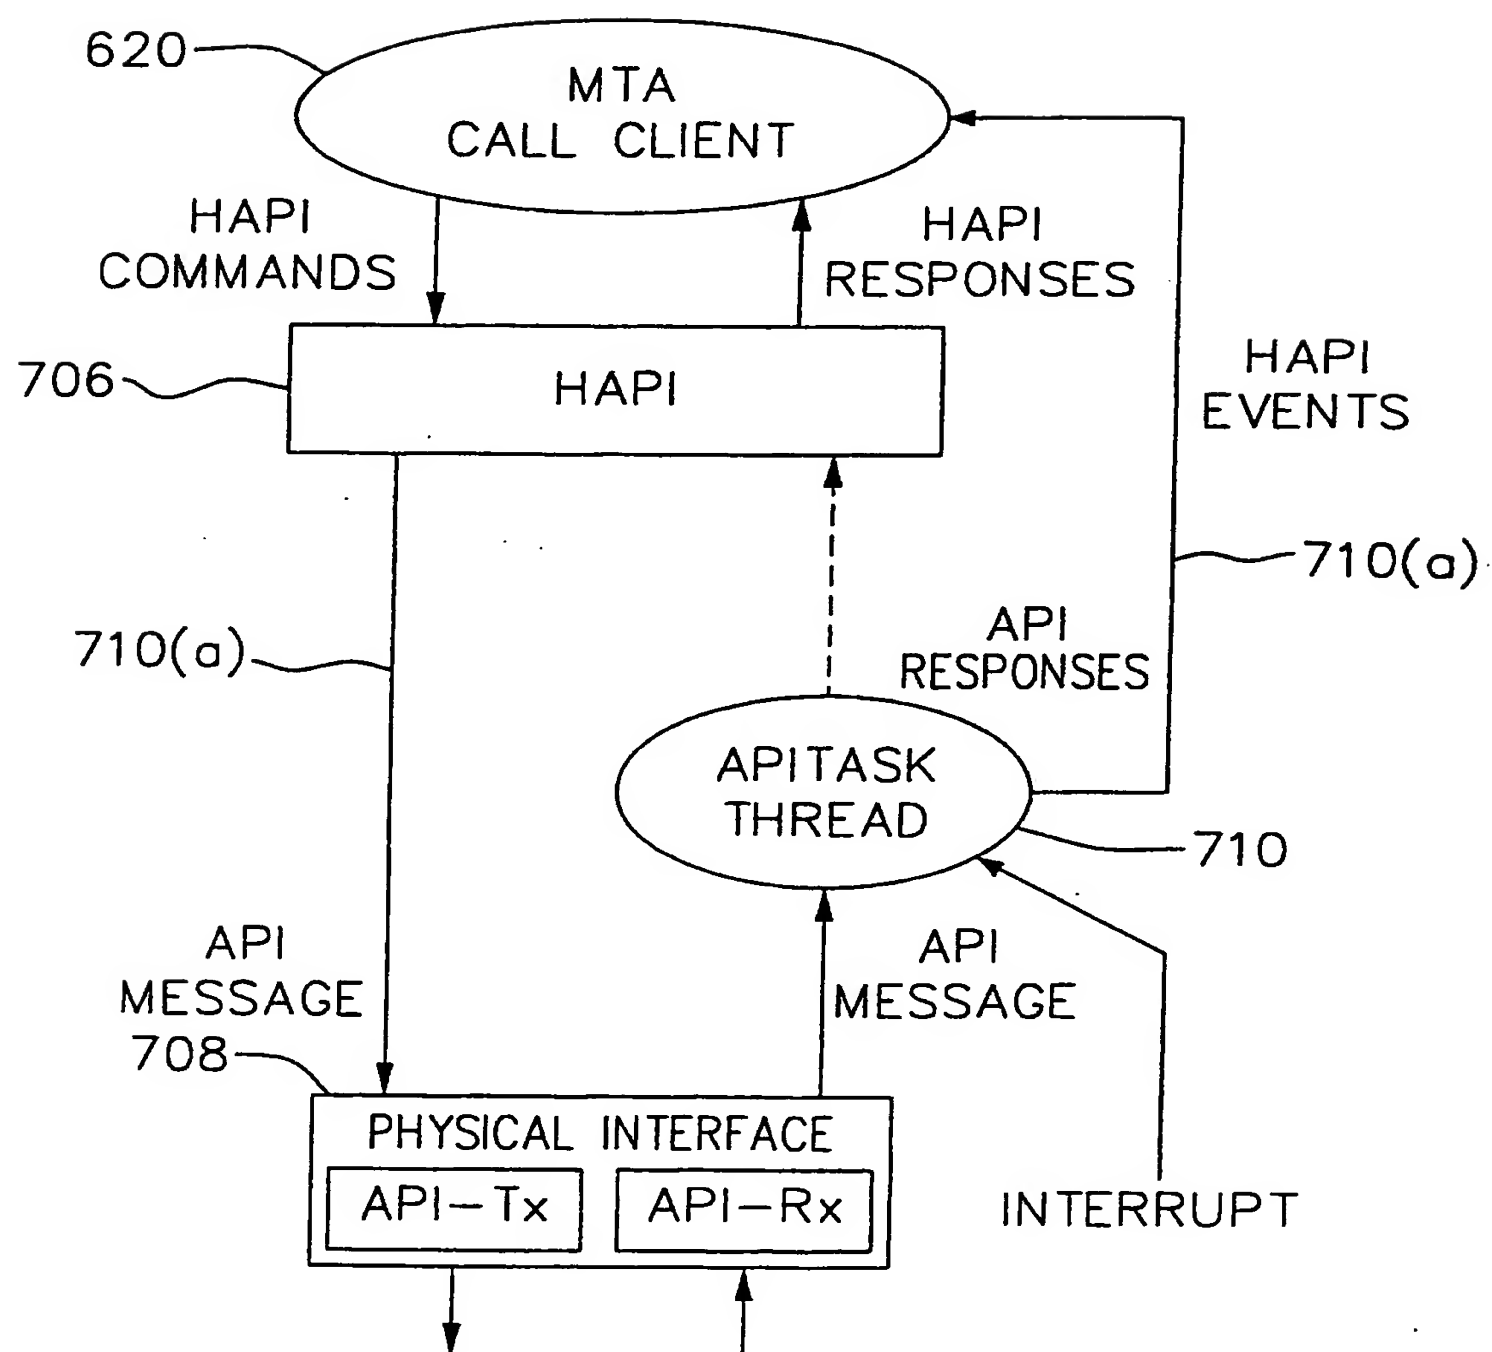 620
MTA
CALL CLIENT
HAPI
COMMANDS
HAPI
RESPONSES
706
HAPI
HAPI
EVENTS
710(a)
710(a)
API
RESPONSES
APITASK
THREAD
710
API
MESSAGE
API
MESSAGE
708
PHYSICAL INTERFACE
API-Tx
API-Rx
INTERRUPT